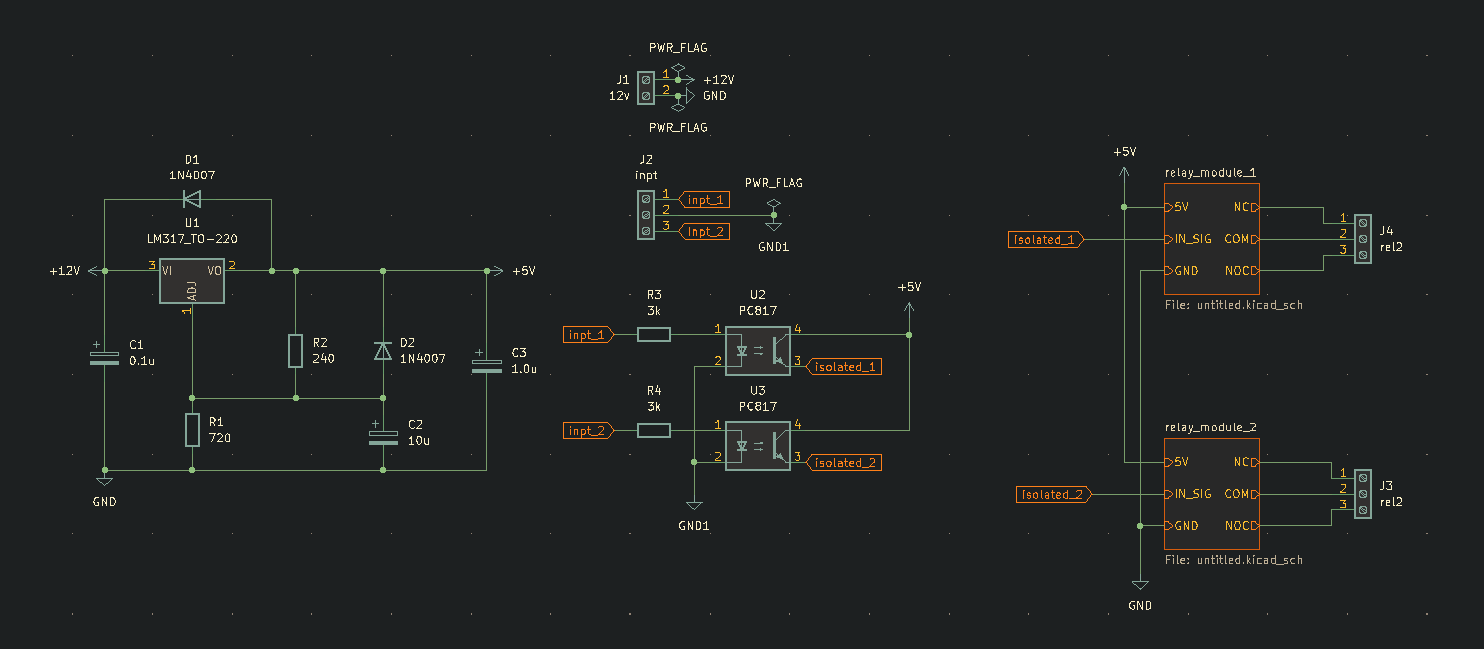 PWR_FLAG
J1
12v
1
2
+12V
GND
PWR_FLAG
J2
inpt
1
2
3
inpt_1
Inpt_2
PWR_FLAG
GND1
D1
1N4007
U1
LM317_TO-220
+12V
3
VI
VO
2
ADJ
1
+5V
C1
0.1u
R2
240
D2
1N4007
C3
1.0u
R1
720
C2
10u
GND
+5V
R3
3k
U2
PC817
inpt_1
1
2
4
3
isolated_1
R4
3k
U3
PC817
inpt_2
1
2
4
3
isolated_2
GND1
+5V
relay_module_1
5V
NC
isolated_1
IN_SIG
COM
GND
NOC
1
2
3
J4
rel2
File: untitled.kicad_sch
relay_module_2
5V
NC
isolated_2
IN_SIG
COM
GND
NOC
1
2
3
J3
rel2
File: untitled.kicad_sch
GND